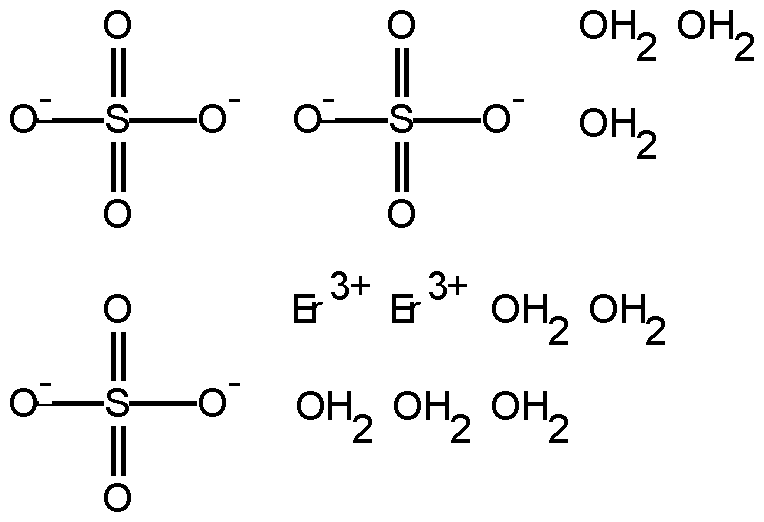 O O OH2 OH2
O- S O- O- S O- OH2
O O
O Er3+ Er3+ OH2 OH2
O- S O- OH2 OH2 OH2
O